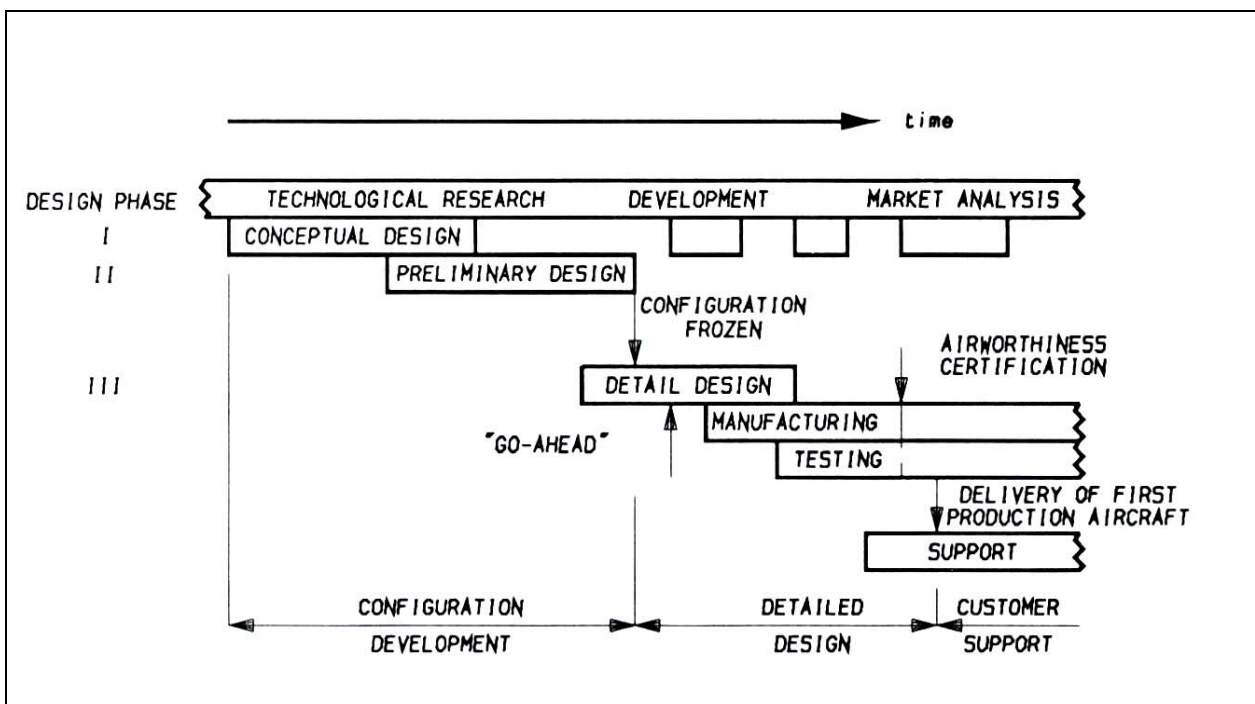 time
DESIGN PHASE
TECHNOLOGICAL RESEARCH DEVELOPMENT MARKET ANALYSIS
I
CONCEPTUAL DESIGN
II
PRELIMINARY DESIGN
CONFIGURATION
FROZEN
AIRWORTHINESS
CERTIFICATION
III
DETAIL DESIGN
MANUFACTURING
"GO-AHEAD"
TESTING
DELIVERY OF FIRST
PRODUCTION AIRCRAFT
SUPPORT
CONFIGURATION
DEVELOPMENT
DETAILED
DESIGN
CUSTOMER
SUPPORT